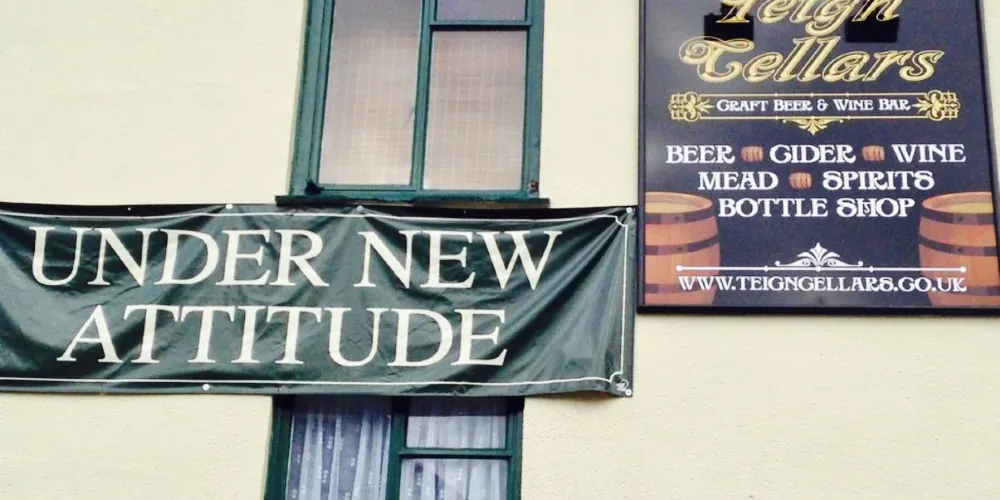 UNDER NEW
ATTITUDE
Teign
Cellars
CRAFT BEER & WINE BAR
BEER CIDER WINE
MEAD SPIRITS
BOTTLE SHOP
WWW.TEIGNCELLARS.CO.UK